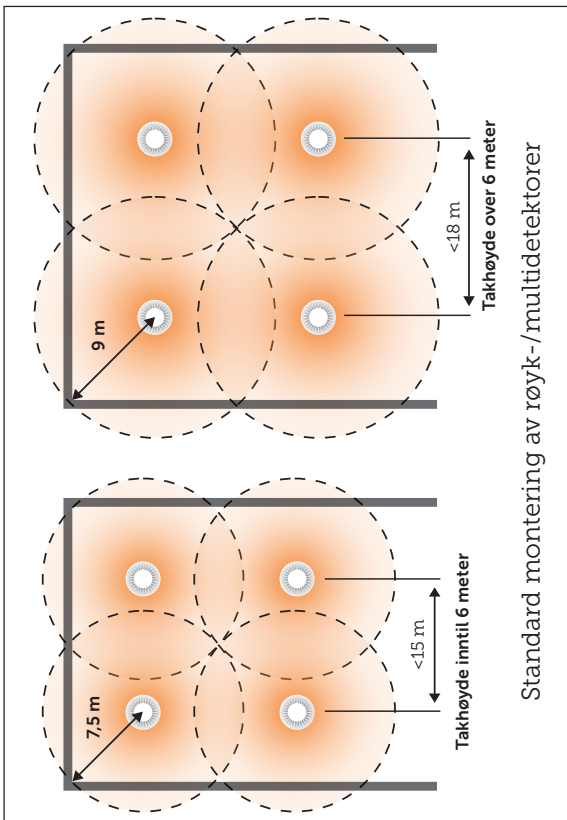 7,5 m
<15 m
Takhøyde inntil 6 meter
9 m
<18 m
Takhøyde over 6 meter
Standard montering av røyk-/multidetektorer